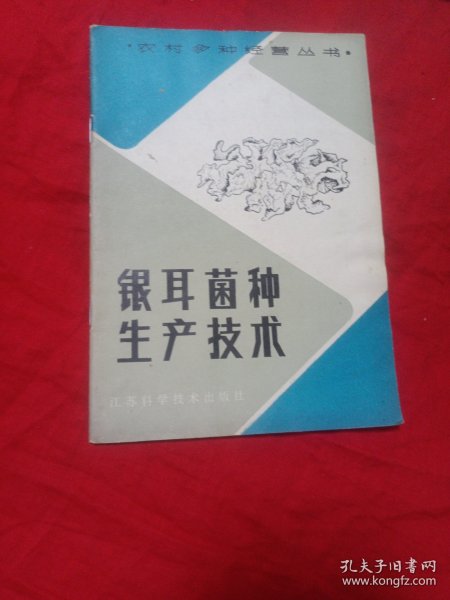 ·农村多种经营丛书·
银耳菌种
生产技术
江苏科学技术出版社
孔夫子旧书网
www.kongfz.com